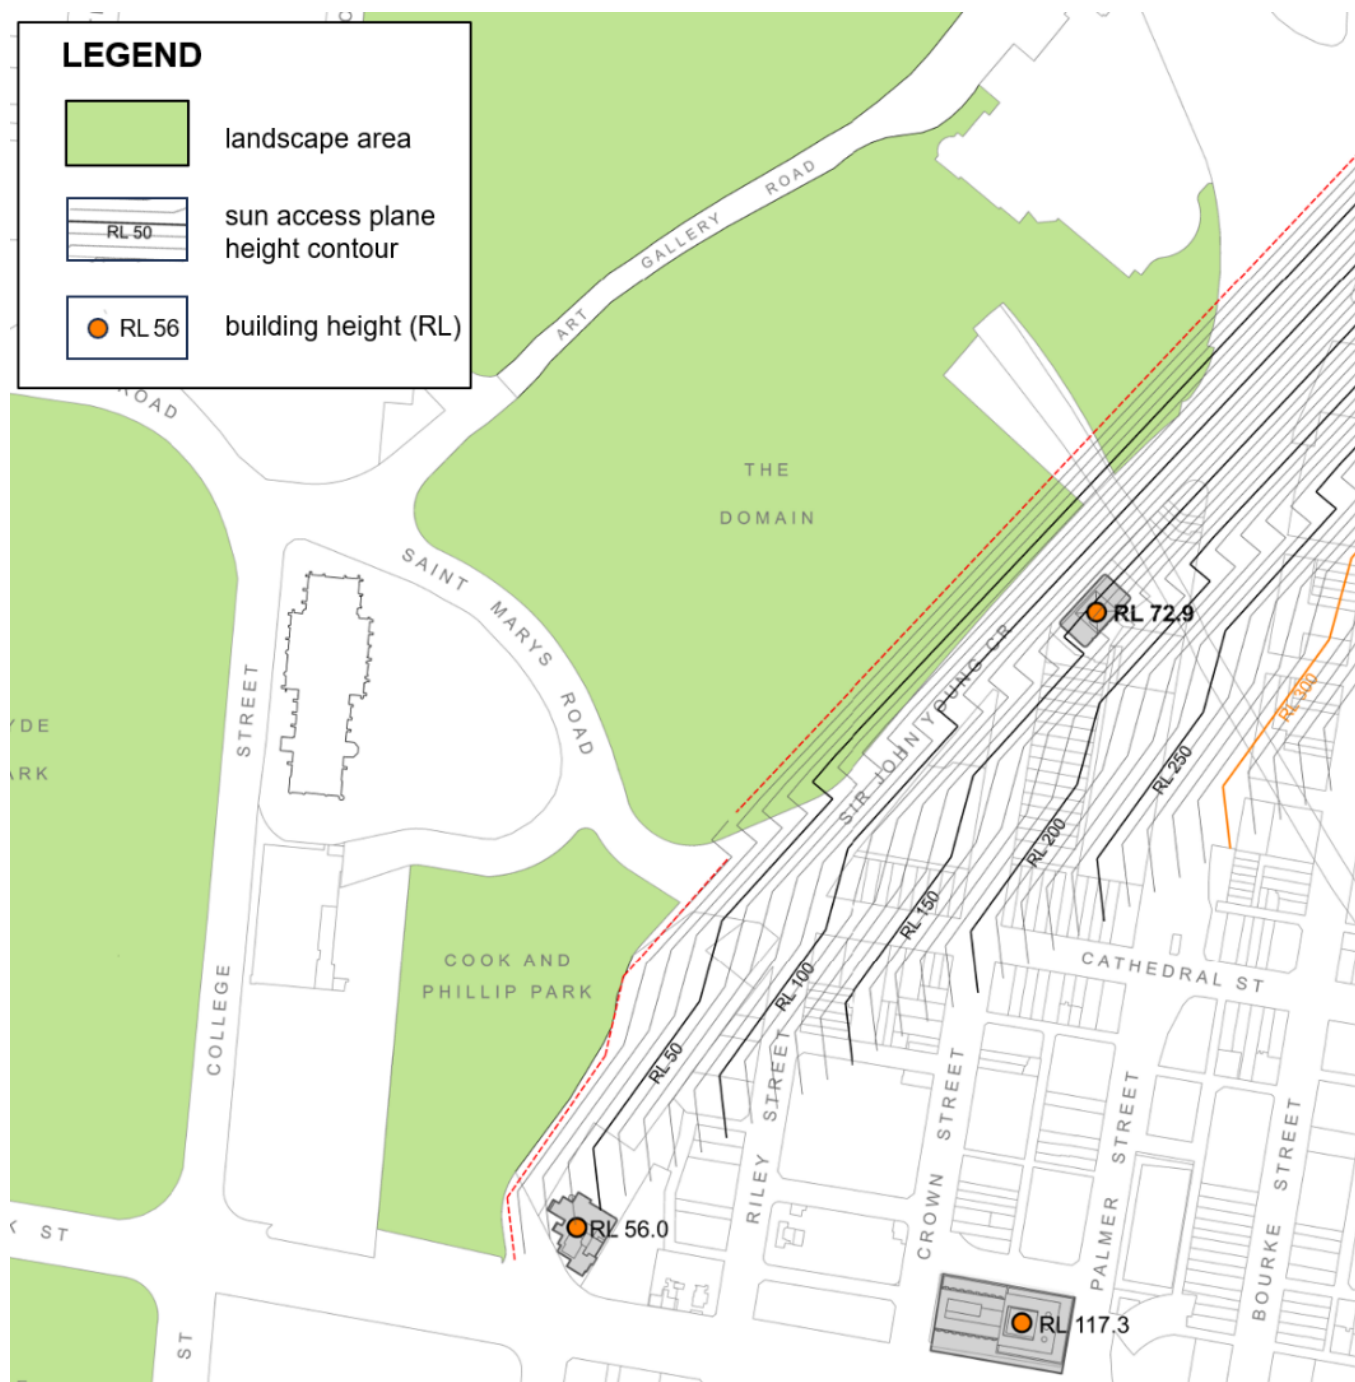 LEGEND
landscape area
RL 50
sun access plane
height contour
RL 56
building height (RL)
ROAD
ART GALLERY ROAD
THE
DOMAIN
SAINT MARYS ROAD
STREET
COLLEGE
YDE
ARK
SIR JOHN YOUNG CR
RL 72.9
RL 300
RL 250
RL 200
RL 150
RL 100
RL 50
COOK AND
PHILLIP PARK
CATHEDRAL ST
RILEY STREET
CROWN STREET
PALMER STREET
BOURKE STREET
K ST
ST
RL 56.0
RL 117.3